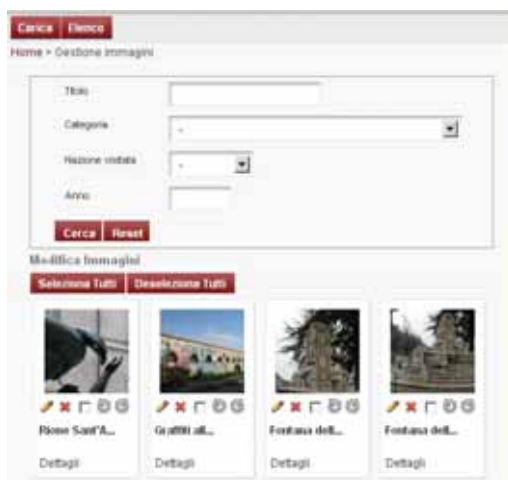 Carica Elenco
Home > Gestione immagini
Titolo
Categoria
-
Nazione visitata
-
Anno
Cerca Reset
Modifica Immagini
Seleziona Tutti Deseleziona Tutti
Rione Sant'A... Graffiti all... Fontana dell... Fontana dell...
Dettagli Dettagli Dettagli Dettagli